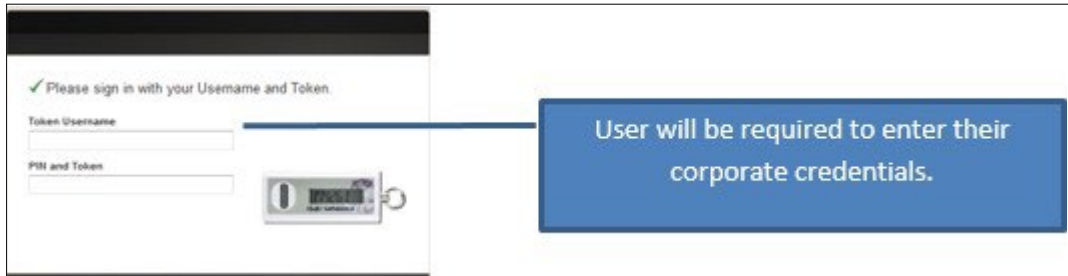 Please sign in with your Username and Token.
Token Username
PIN and Token
User will be required to enter their
corporate credentials.